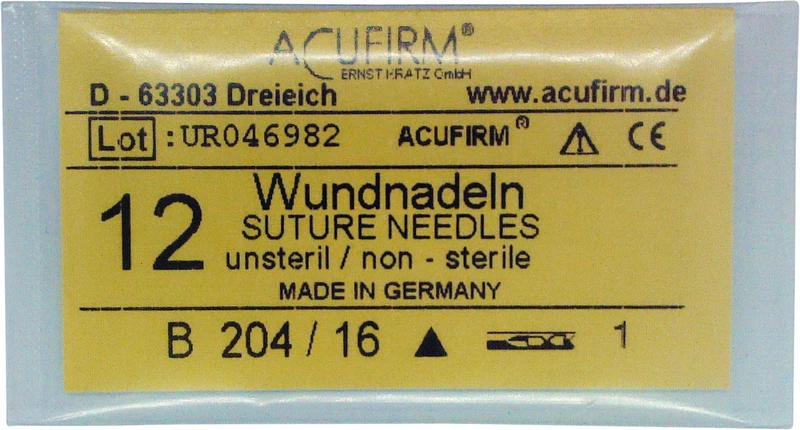 ACUFIRM®
ERNST KRATZ GmbH
D - 63303 Dreieich www.acufirm.de
Lot :UR046982 ACUFIRM® CE
12 Wundnadeln
SUTURE NEEDLES
unsteril / non - sterile
MADE IN GERMANY
B 204 / 16 1